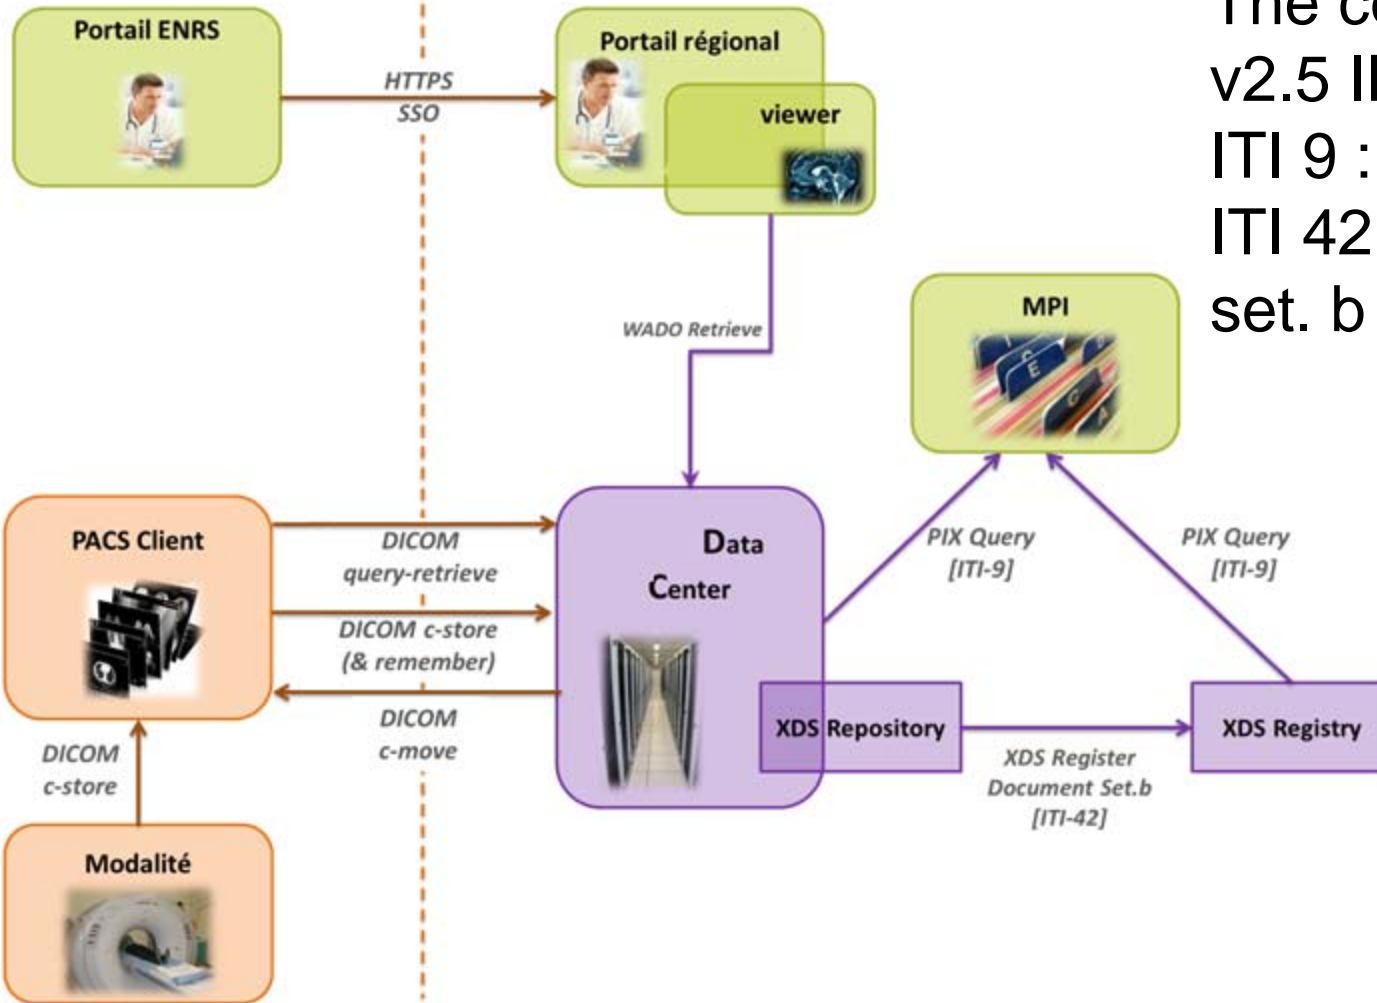 Portail ENRS
HTTPS
SSO
Portail régional
viewer
v2.5
ITI 9 :
ITI 42
set. b
WADO Retrieve
MPI
PACS Client
DICOM
query-retrieve
DICOM c-store
(& remember)
DICOM
c-move
Data
Center
PIX Query
[ITI-9]
PIX Query
[ITI-9]
XDS Repository
XDS Register
Document Set.b
[ITI-42]
XDS Registry
DICOM
c-store
Modalité